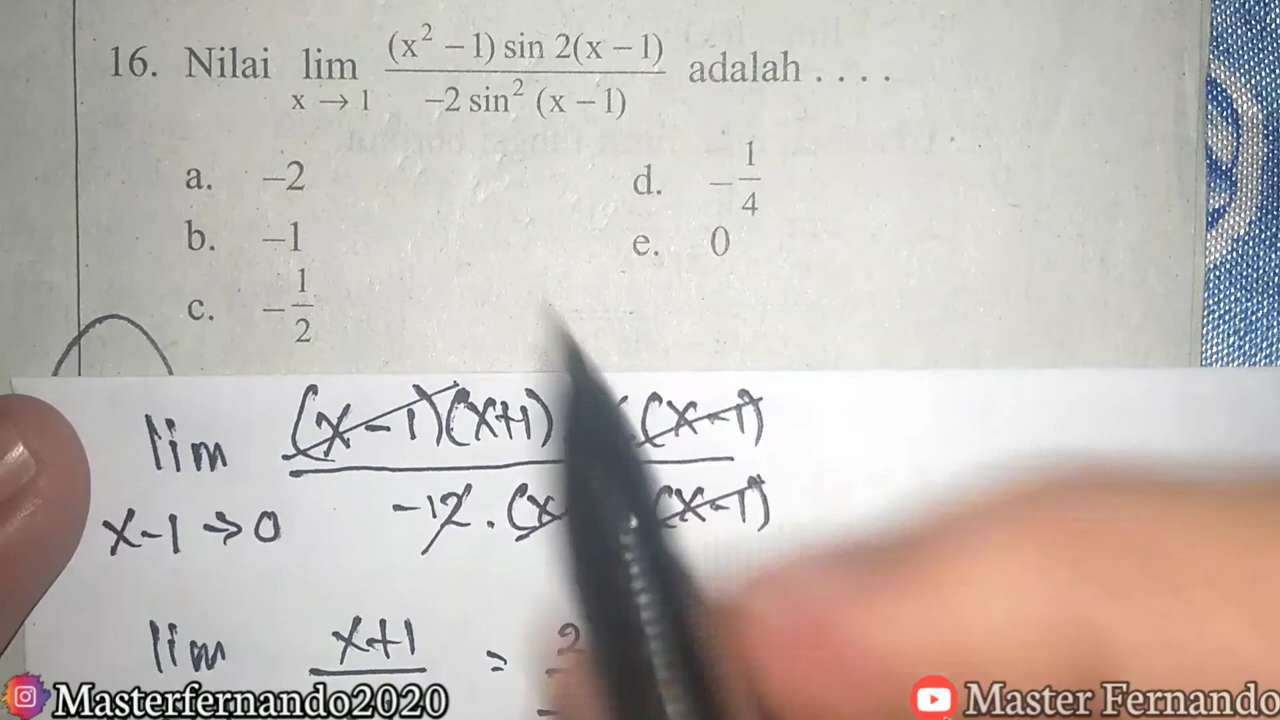 16. Nilai lim x → 1 (x² – 1) sin 2(x – 1) / –2 sin² (x – 1) adalah . . . .
a. –2
b. –1
c. –1/2
d. –1/4
e. 0
lim x-1 → 0 (x-1)(x+1) (x-1) / -12 . (x (x-1)
lim x+1 = 2
Masterfernando2020
Master Fernando